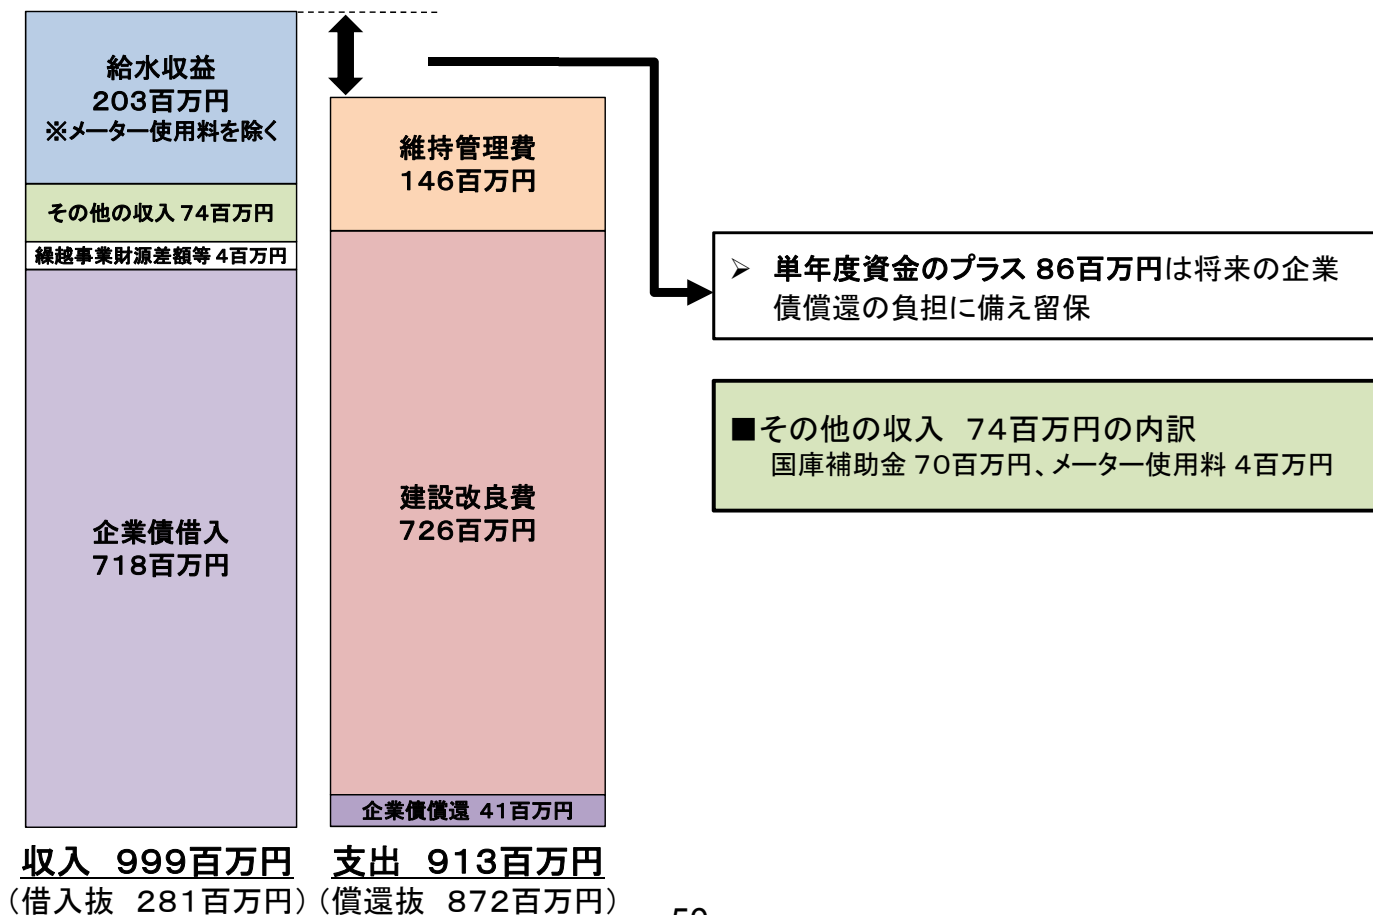 給水収益
203百万円
※メーター使用料を除く
その他の収入 74百万円
繰越事業財源差額等 4百万円
企業債借入
718百万円
収入　999百万円
(借入抜　281百万円)
維持管理費
146百万円
建設改良費
726百万円
企業債償還 41百万円
支出　913百万円
(償還抜　872百万円)
➢ 単年度資金のプラス 86百万円は将来の企業
債償還の負担に備え留保
■その他の収入　74百万円の内訳
国庫補助金 70百万円、メーター使用料 4百万円